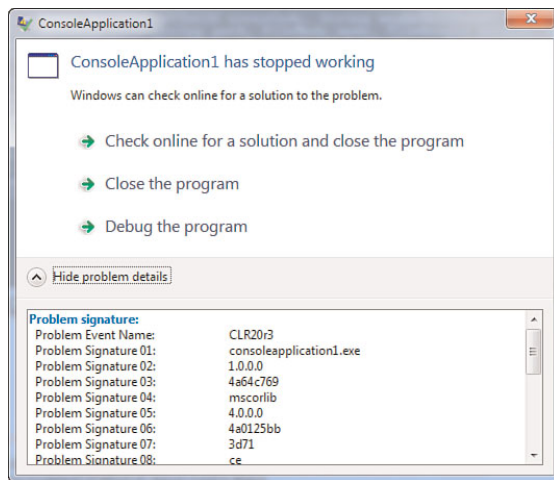 ConsoleApplication1
ConsoleApplication1 has stopped working
Windows can check online for a solution to the problem.
Check online for a solution and close the program
Close the program
Debug the program
Hide problem details
Problem signature:
Problem Event Name: CLR20r3
Problem Signature 01: consoleapplication1.exe
Problem Signature 02: 1.0.0.0
Problem Signature 03: 4a64c769
Problem Signature 04: mscorlib
Problem Signature 05: 4.0.0.0
Problem Signature 06: 4a0125bb
Problem Signature 07: 3d71
Problem Signature 08: ce